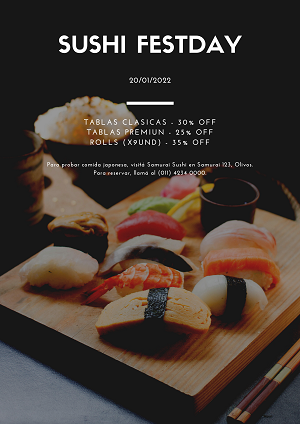 SUSHI FESTDAY
20/01/2022
TABLAS CLASICAS - 30% OFF
TABLAS PREMIUN - 25% OFF
ROLLS (X9UND) - 35% OFF
Para probar comida japonesa, visitá Samurai Sushi en Samurai 123, Olivos.
Para reservar, llamá al (011) 4234 0000.